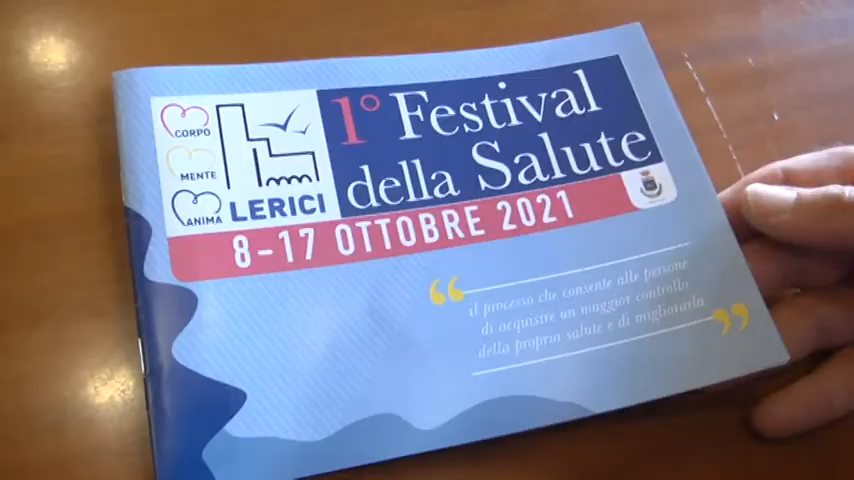 CORPO
MENTE
ANIMA
LERICI
1° Festival
della Salute
8-17 OTTOBRE 2021
“ il processo che consente alle persone
di acquisire un maggior controllo
della propria salute e di migliorarla ”